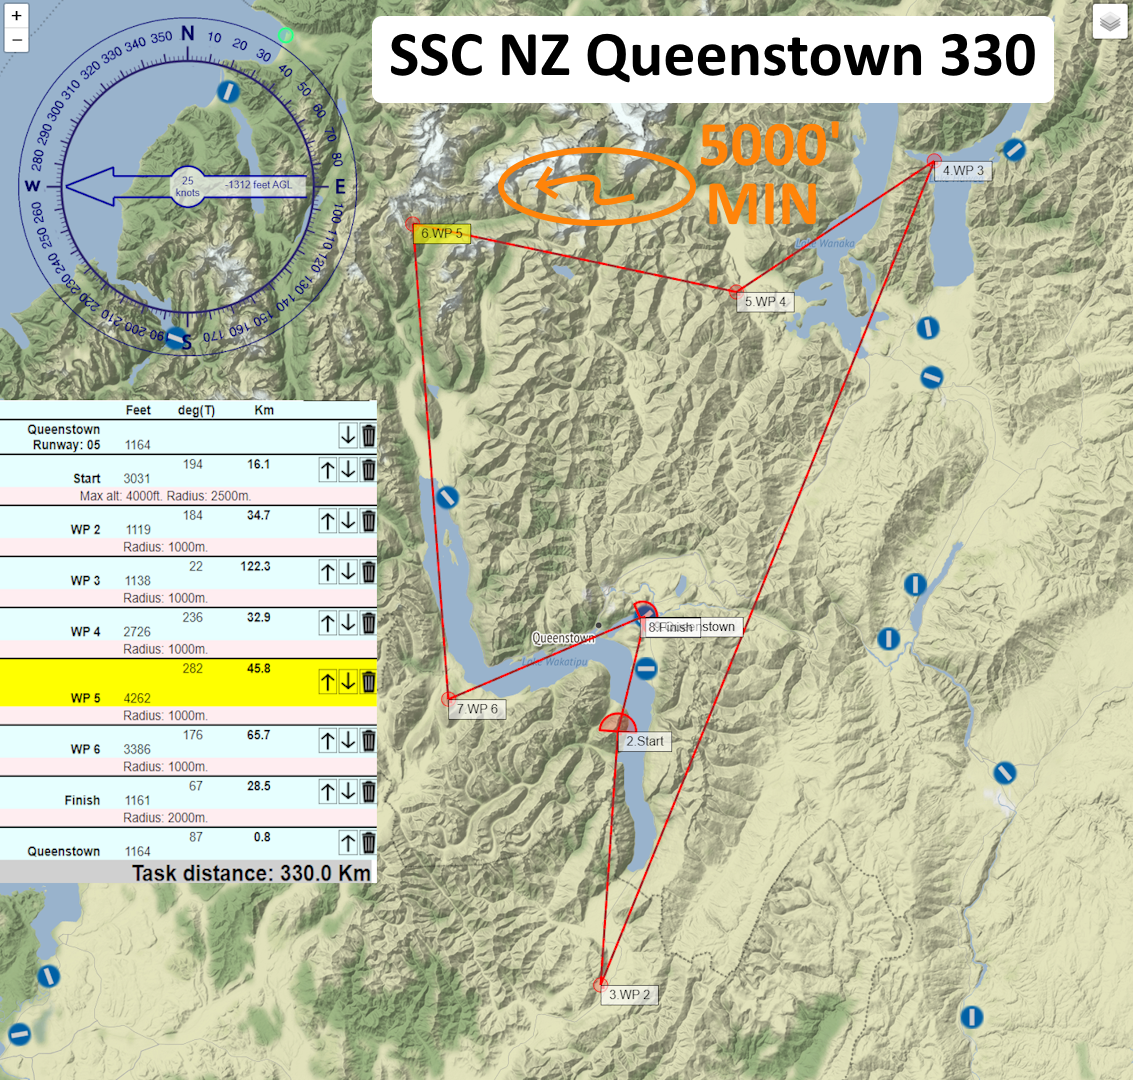 +
−
SSC NZ Queenstown 330
N
10
20
30
40
50
60
70
80
E
100
110
120
130
140
150
160
170
S
190
200
210
220
230
240
250
260
W
280
290
300
310
320
330
340
350
25
knots
-1312 feet AGL
5000'
MIN
4.WP 3
6.WP 5
Lake Wanaka
5.WP 4
Feet deg(T) Km
Queenstown
Runway: 05 1164
194 16.1
Start 3031
Max alt: 4000ft. Radius: 2500m.
184 34.7
WP 2 1119
Radius: 1000m.
22 122.3
WP 3 1138
Radius: 1000m.
236 32.9
WP 4 2726
Radius: 1000m.
282 45.8
WP 5 4262
Radius: 1000m.
176 65.7
WP 6 3386
Radius: 1000m.
67 28.5
Finish 1161
Radius: 2000m.
87 0.8
Queenstown 1164
Task distance: 330.0 Km
8.Finish
Queenstown
Lake Wakatipu
7.WP 6
2.Start
3.WP 2